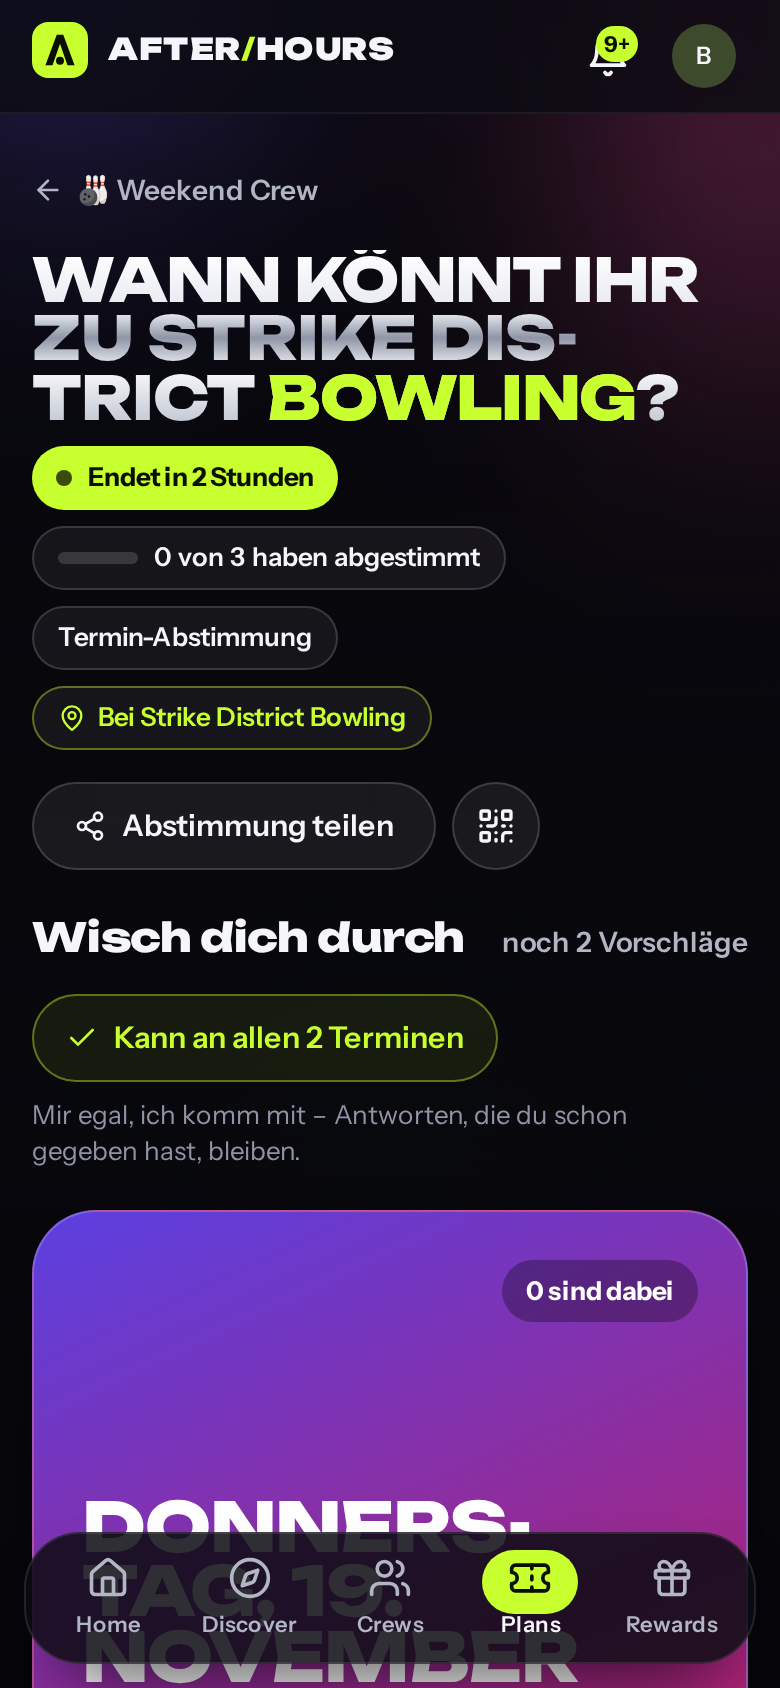 AFTER/HOURS
9+
B
Weekend Crew
WANN KÖNNT IHR
ZU STRIKE DIS-
TRICT BOWLING?
Endet in 2 Stunden
0 von 3 haben abgestimmt
Termin-Abstimmung
Bei Strike District Bowling
Abstimmung teilen
Wisch dich durch
noch 2 Vorschläge
Kann an allen 2 Terminen
Mir egal, ich komm mit – Antworten, die du schon
gegeben hast, bleiben.
0 sind dabei
DONNERS-
TAG, 19.
NOVEMBER
Home
Discover
Crews
Plans
Rewards